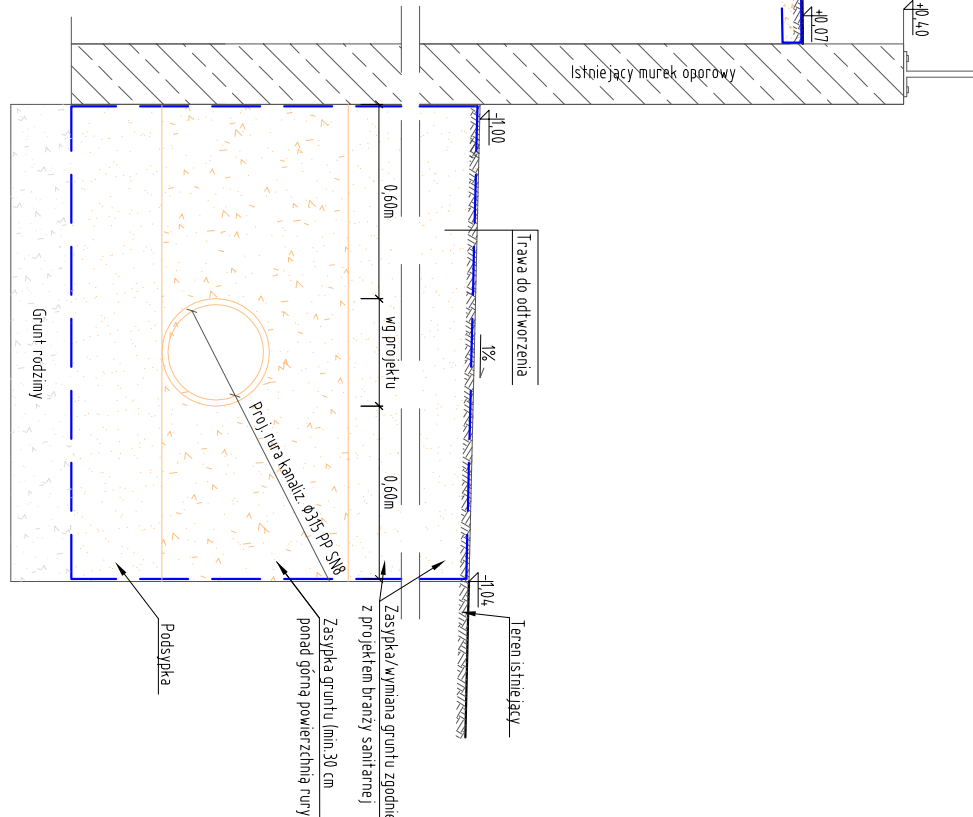 +0,40
+0,07
Istniejący murek oporowy
-1,00
Trawa do odtworzenia
1%
0,60m
wg projektu
0,60m
Proj. rura kanaliz. Ø315 PP SN8
Grunt rodzimy
-1,04
Teren istniejący
Zasypka/wymiana gruntu zgodnie
z projektem branży sanitarnej
Zasypka gruntu (min.30 cm
ponad górną powierzchnią rury
Podsypka